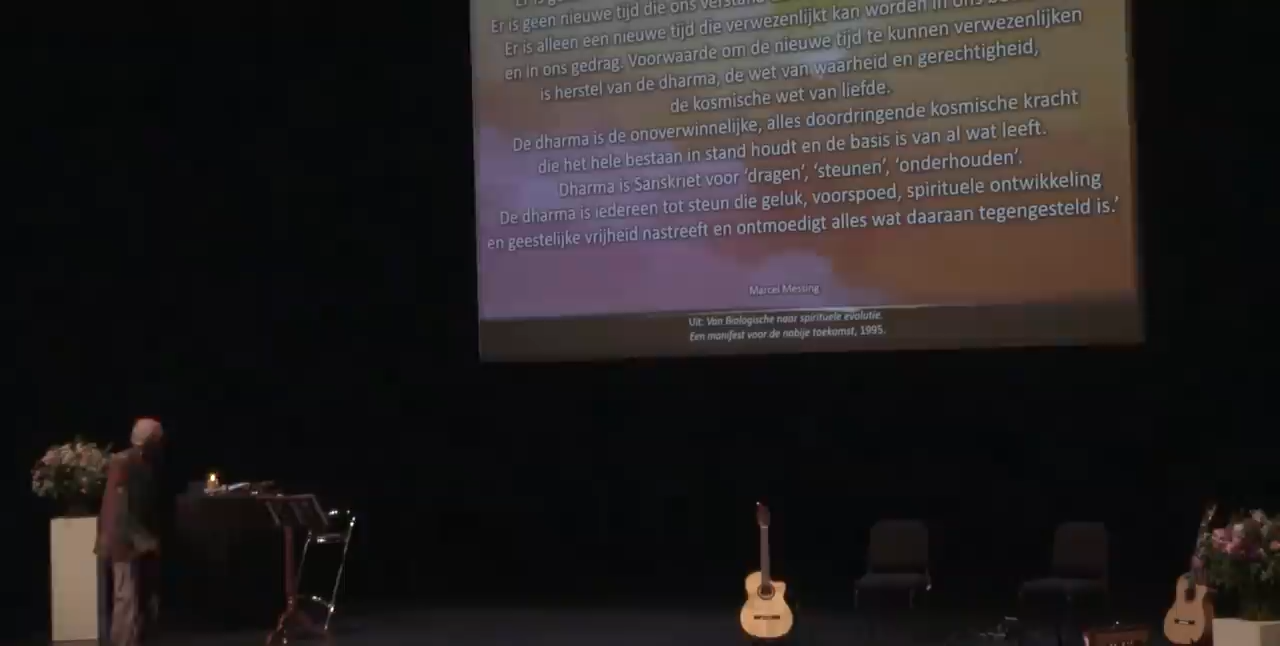 Er is geen nieuwe tijd die ons
Er is alleen een nieuwe tijd die verwezenlijkt kan worden in ons
en in ons gedrag. Voorwaarde om de nieuwe tijd te kunnen verwezenlijken
is herstel van de dharma, de wet van waarheid en gerechtigheid,
de kosmische wet van liefde.
De dharma is de onoverwinnelijke, alles doordringende kosmische kracht
die het hele bestaan in stand houdt en de basis is van al wat leeft.
Dharma is Sanskriet voor ‘dragen’, ‘steunen’, ‘onderhouden’.
De dharma is iedereen tot steun die geluk, voorspoed, spirituele ontwikkeling
en geestelijke vrijheid nastreeft en ontmoedigt alles wat daaraan tegengesteld is.’
Marcel Messing
Uit: Van Biologische naar spirituele evolutie.
Een manifest voor de nabije toekomst, 1995.